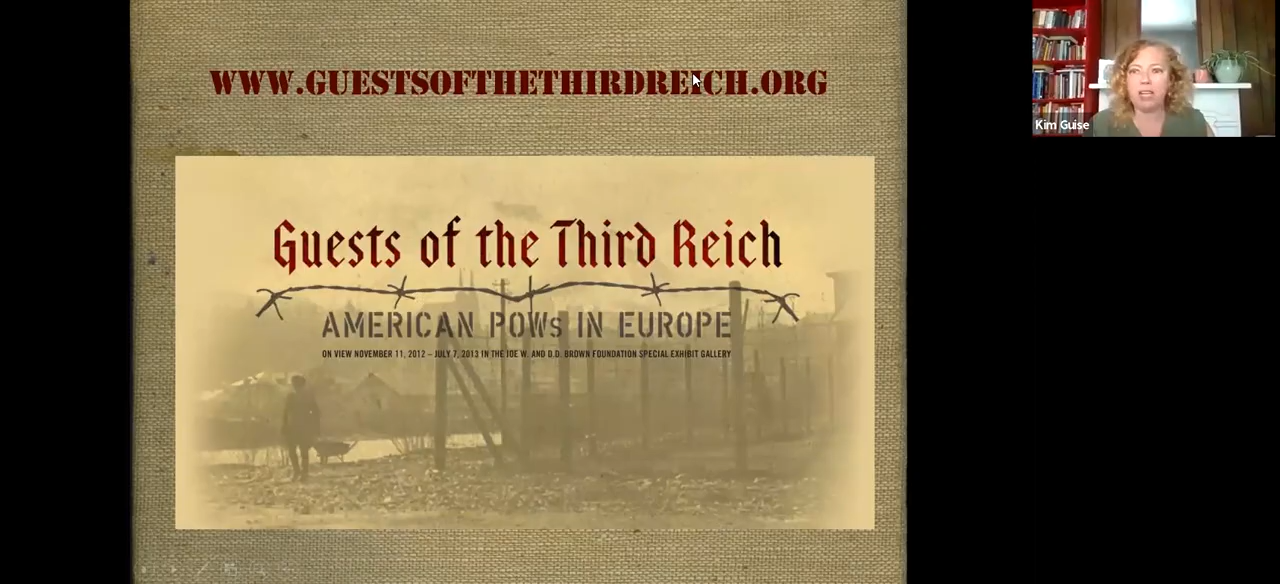 WWW.GUESTSOFTHETHIRDREICH.ORG
Guests of the Third Reich
AMERICAN POWs IN EUROPE
ON VIEW NOVEMBER 11, 2012 – JULY 7, 2013 IN THE JOE W. AND D.D. BROWN FOUNDATION SPECIAL EXHIBIT GALLERY
Kim Guise